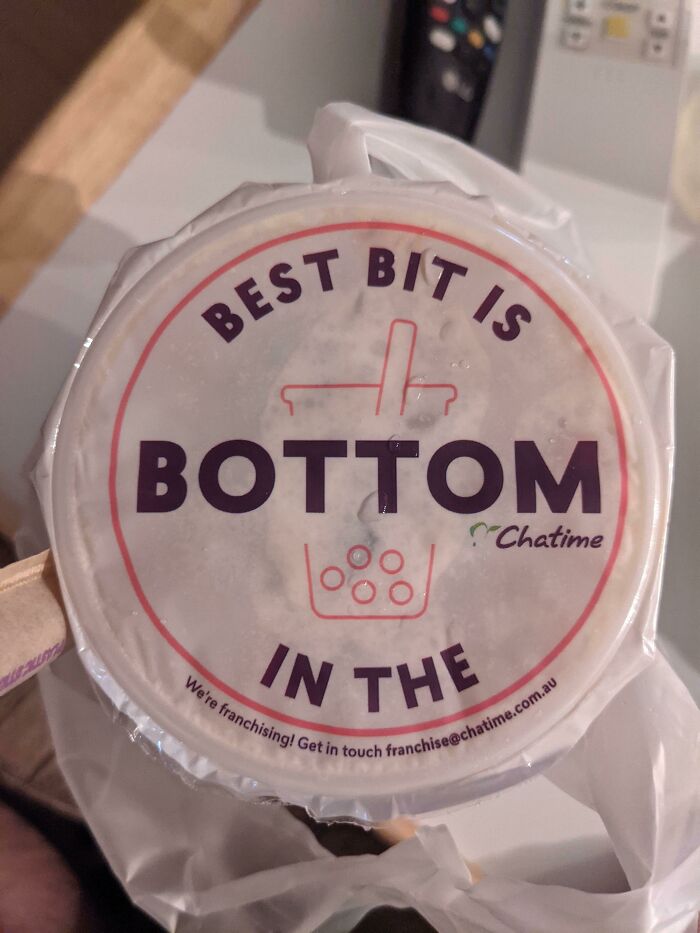 BEST BIT IS
BOTTOM
Chatime
IN THE
We're franchising! Get in touch franchise@chatime.com.au